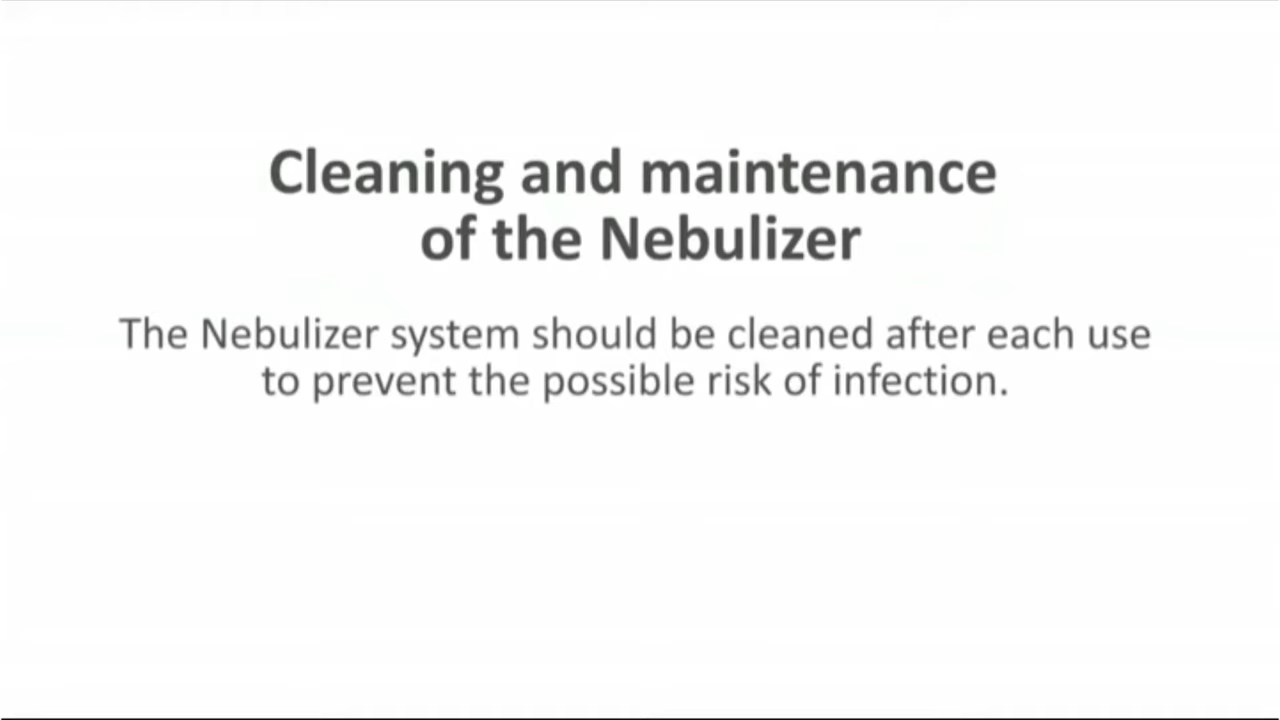 Cleaning and maintenance
of the Nebulizer
The Nebulizer system should be cleaned after each use
to prevent the possible risk of infection.